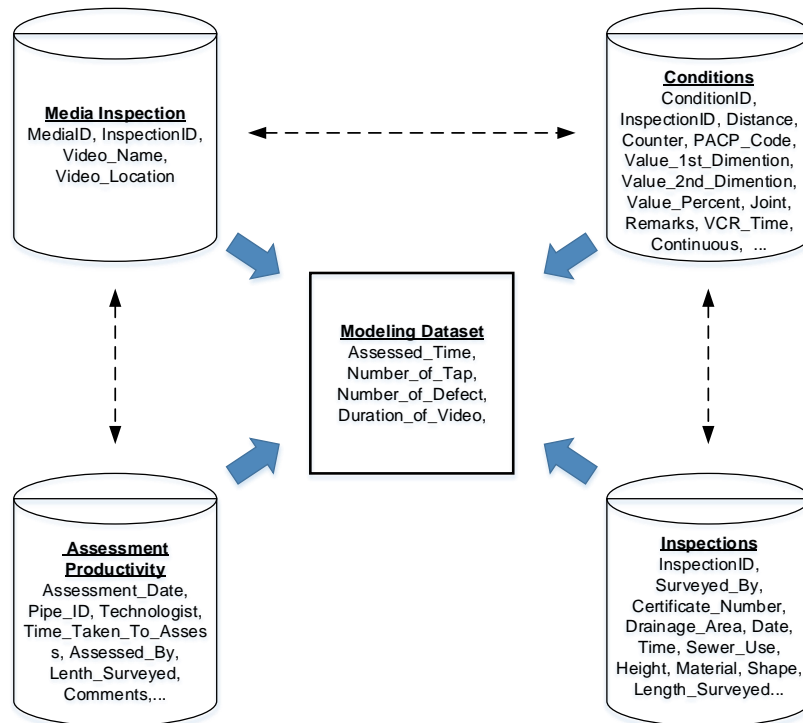 Media Inspection
MediaID, InspectionID,
Video_Name,
Video_Location
Conditions
ConditionID,
InspectionID, Distance,
Counter, PACP_Code,
Value_1st_Dimention,
Value_2nd_Dimention,
Value_Percent, Joint,
Remarks, VCR_Time,
Continuous, ...
Modeling Dataset
Assessed_Time,
Number_of_Tap,
Number_of_Defect,
Duration_of_Video,
Assessment
Productivity
Assessment_Date,
Pipe_ID, Technologist,
Time_Taken_To_Asses
s, Assessed_By,
Lenth_Surveyed,
Comments,...
Inspections
InspectionID,
Surveyed_By,
Certificate_Number,
Drainage_Area, Date,
Time, Sewer_Use,
Height, Material, Shape,
Length_Surveyed...